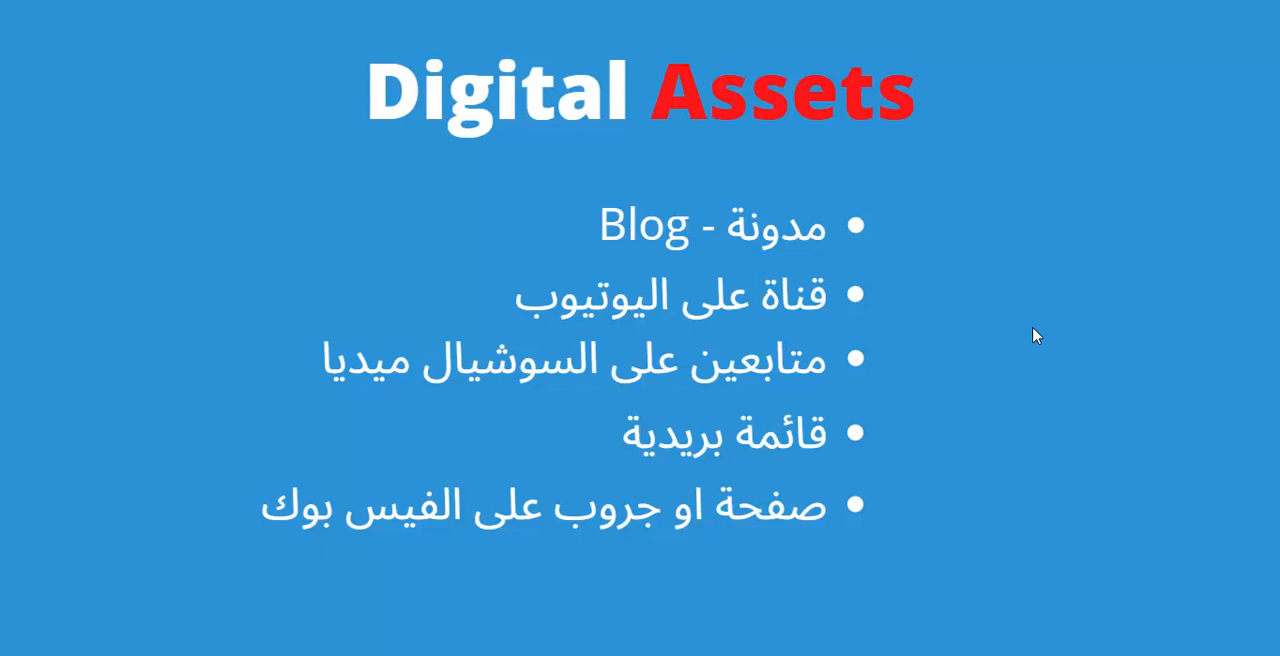 Digital Assets
• مدونة - Blog
• قناة على اليوتيوب
• متابعين على السوشيال ميديا
• قائمة بريدية
• صفحة او جروب على الفيس بوك